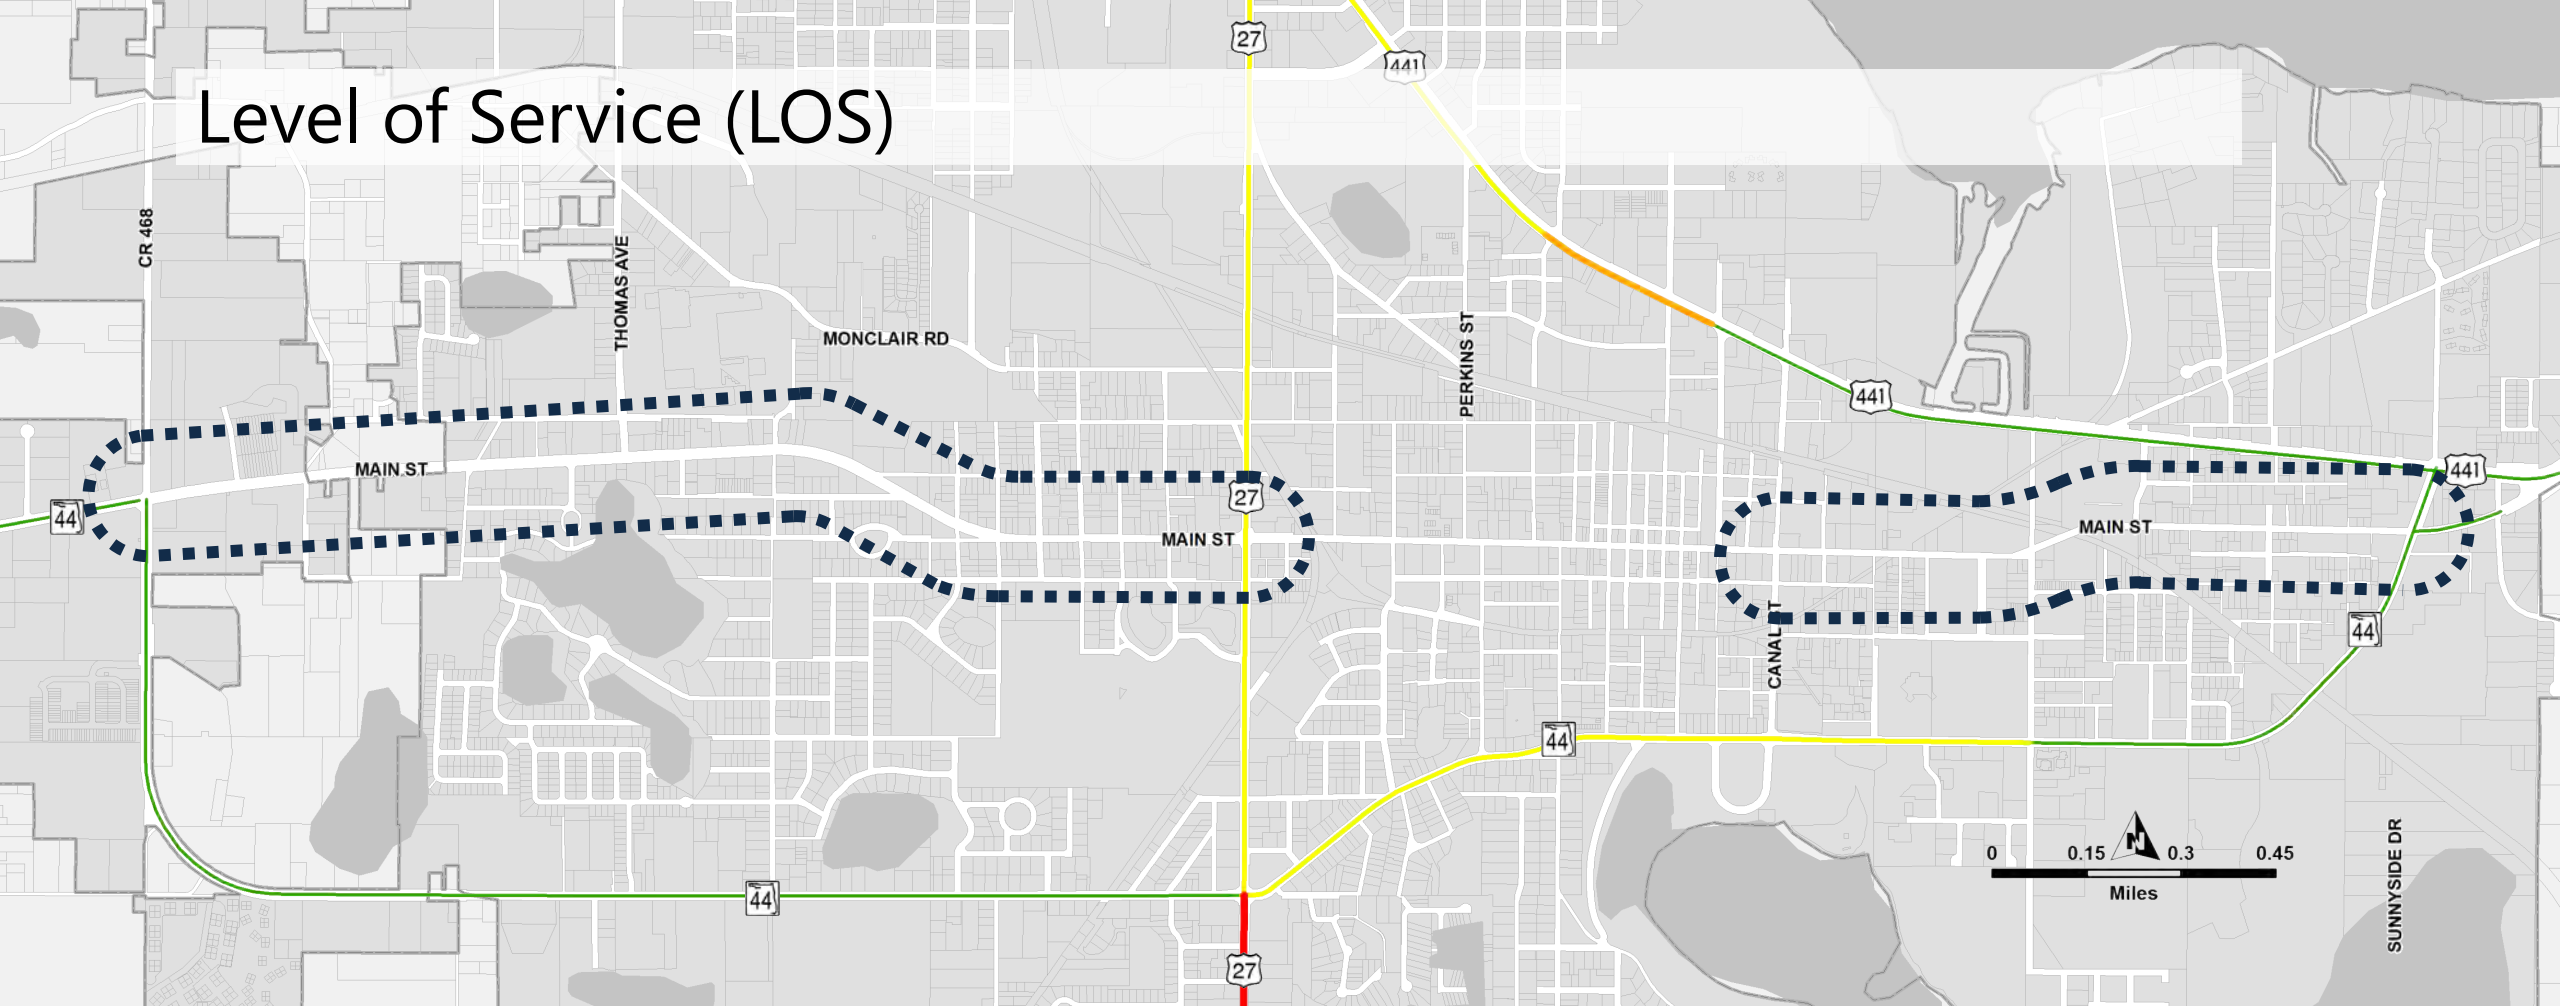 27
441
Level of Service (LOS)
CR 468
THOMAS AVE
MONCLAIR RD
PERKINS ST
441
MAIN ST
441
27
44
MAIN ST
MAIN ST
CANAL ST
44
44
44
0 0.15 N 0.3 0.45
Miles
SUNNYSIDE DR
27